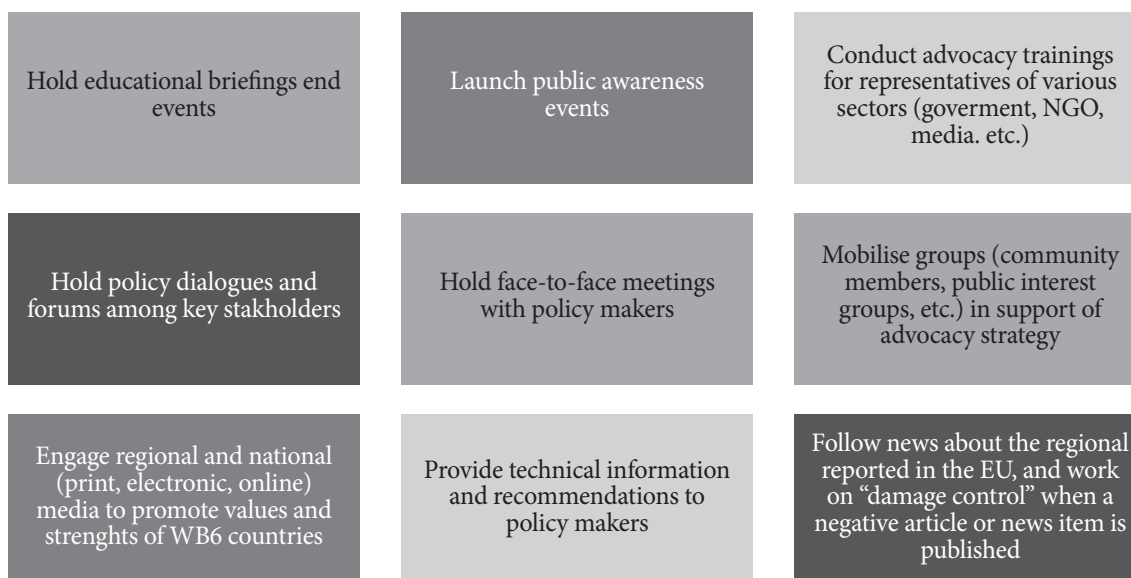 Hold educational briefings end
events
Launch public awareness
events
Conduct advocacy trainings
for representatives of various
sectors (goverment, NGO,
media. etc.)
Hold policy dialogues and
forums among key stakholders
Hold face-to-face meetings
with policy makers
Mobilise groups (community
members, public interest
groups, etc.) in support of
advocacy strategy
Engage regional and national
(print, electronic, online)
media to promote values and
strenghts of WB6 countries
Provide technical information
and recommendations to
policy makers
Follow news about the regional
reported in the EU, and work
on “damage control” when a
negative article or news item is
published